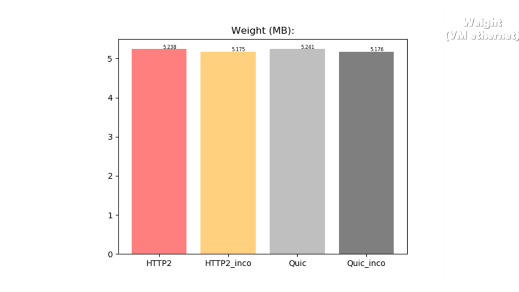 Weight (MB):
Weight
(VM ethernet)
5.238
5.175
5.241
5.176
5
4
3
2
1
0
HTTP2
HTTP2_inco
Quic
Quic_inco